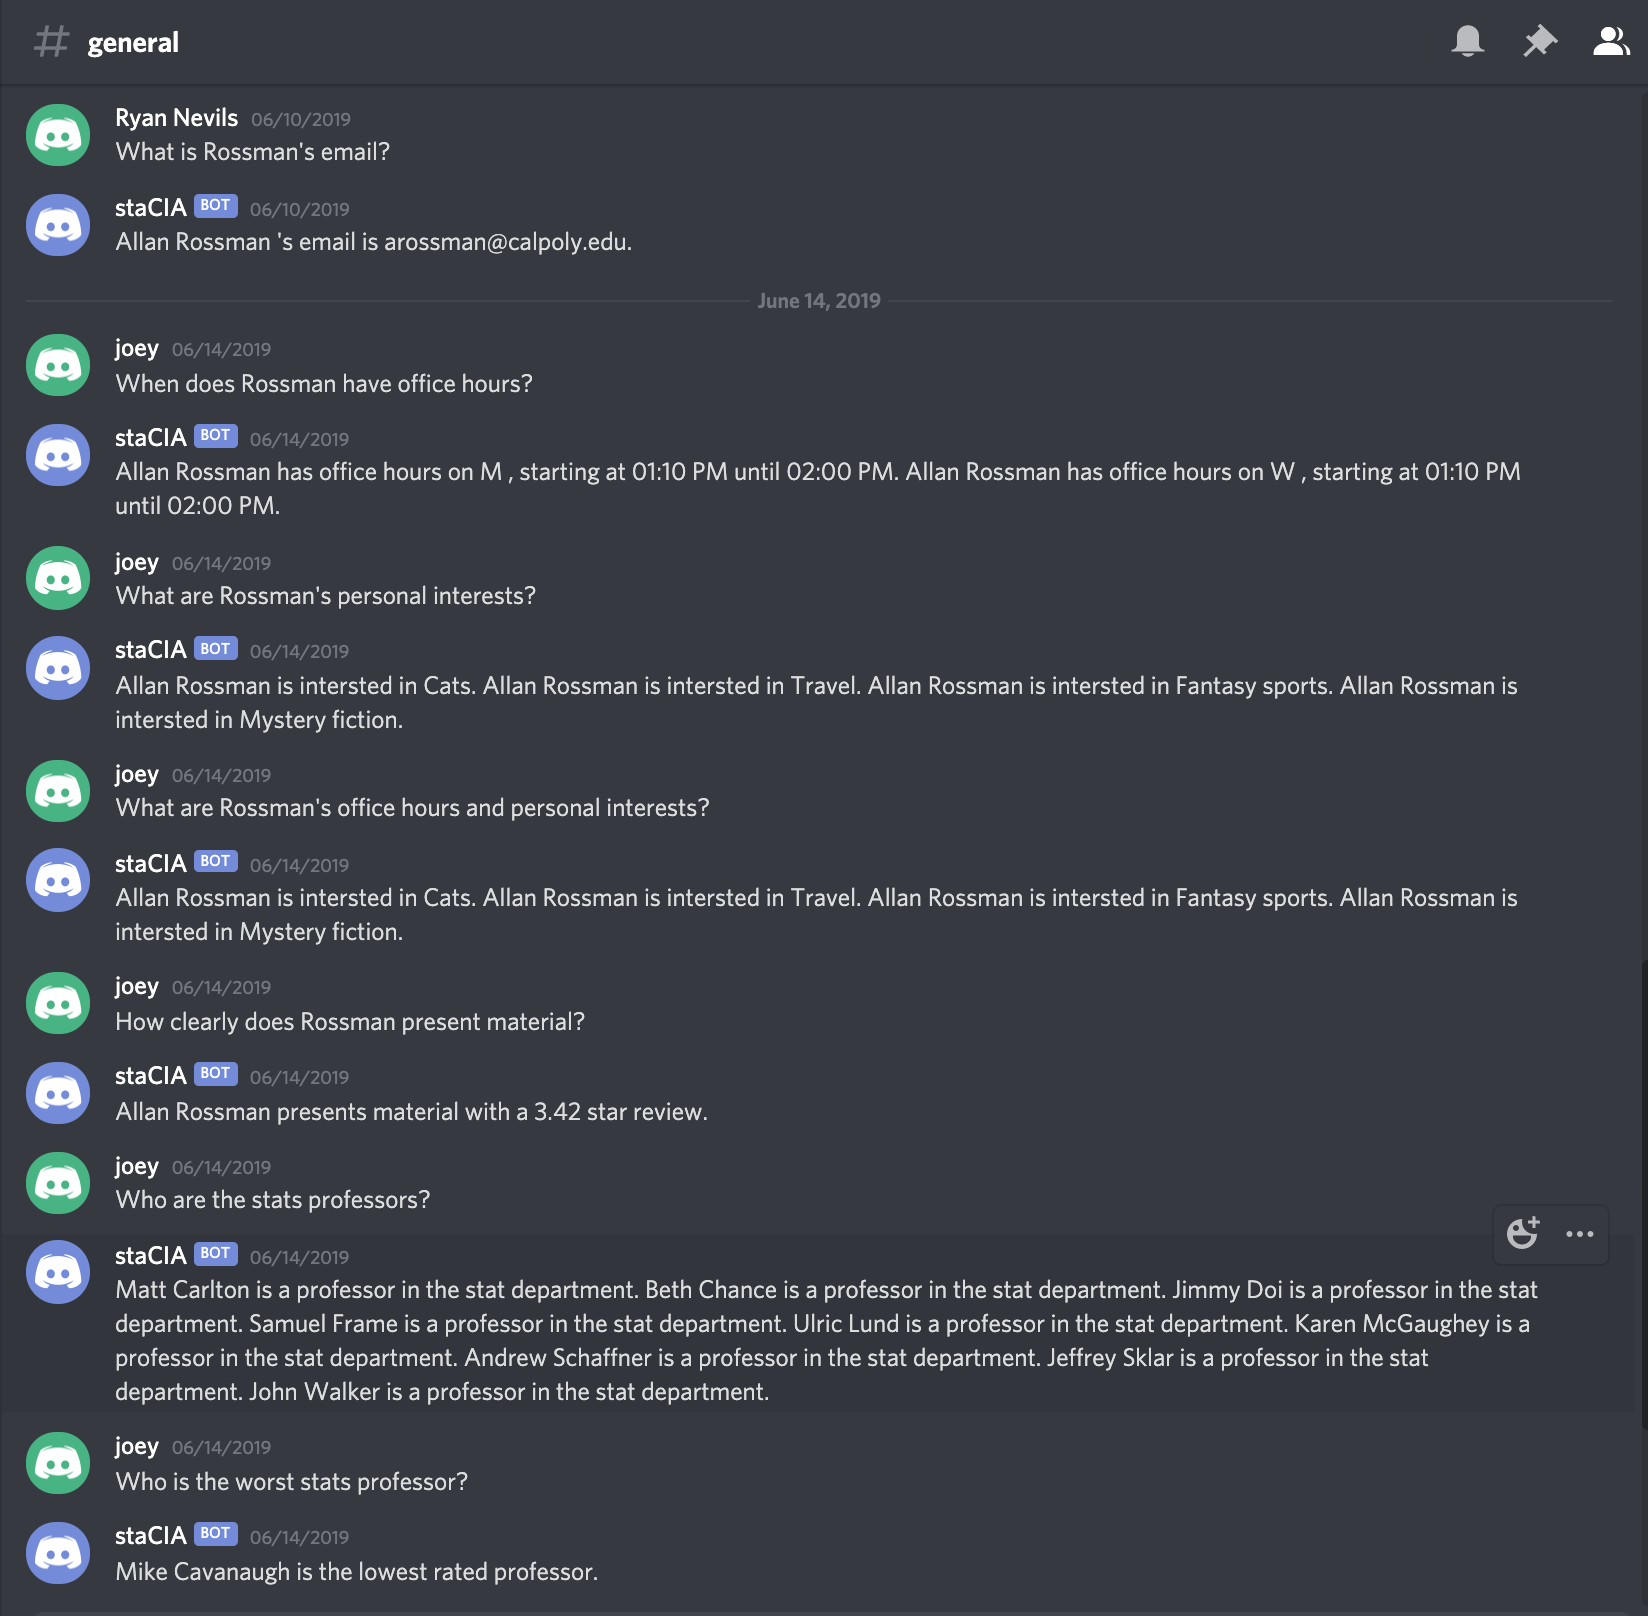 # general
Ryan Nevils 06/10/2019
What is Rossman's email?
staCIA BOT 06/10/2019
Allan Rossman 's email is arossman@calpoly.edu.
June 14, 2019
joey 06/14/2019
When does Rossman have office hours?
staCIA BOT 06/14/2019
Allan Rossman has office hours on M , starting at 01:10 PM until 02:00 PM. Allan Rossman has office hours on W , starting at 01:10 PM
until 02:00 PM.
joey 06/14/2019
What are Rossman's personal interests?
staCIA BOT 06/14/2019
Allan Rossman is intersted in Cats. Allan Rossman is intersted in Travel. Allan Rossman is intersted in Fantasy sports. Allan Rossman is
intersted in Mystery fiction.
joey 06/14/2019
What are Rossman's office hours and personal interests?
staCIA BOT 06/14/2019
Allan Rossman is intersted in Cats. Allan Rossman is intersted in Travel. Allan Rossman is intersted in Fantasy sports. Allan Rossman is
intersted in Mystery fiction.
joey 06/14/2019
How clearly does Rossman present material?
staCIA BOT 06/14/2019
Allan Rossman presents material with a 3.42 star review.
joey 06/14/2019
Who are the stats professors?
staCIA BOT 06/14/2019
Matt Carlton is a professor in the stat department. Beth Chance is a professor in the stat department. Jimmy Doi is a professor in the stat
department. Samuel Frame is a professor in the stat department. Ulric Lund is a professor in the stat department. Karen McGaughey is a
professor in the stat department. Andrew Schaffner is a professor in the stat department. Jeffrey Sklar is a professor in the stat
department. John Walker is a professor in the stat department.
joey 06/14/2019
Who is the worst stats professor?
staCIA BOT 06/14/2019
Mike Cavanaugh is the lowest rated professor.